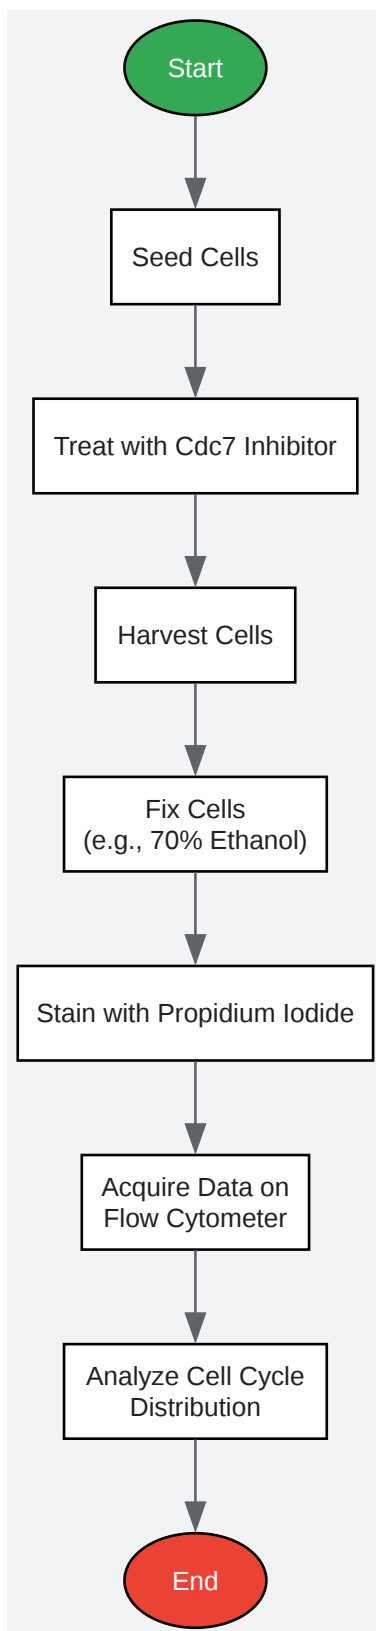 Start
Seed Cells
Treat with Cdc7 Inhibitor
Harvest Cells
Fix Cells
(e.g., 70% Ethanol)
Stain with Propidium Iodide
Acquire Data on
Flow Cytometer
Analyze Cell Cycle
Distribution
End